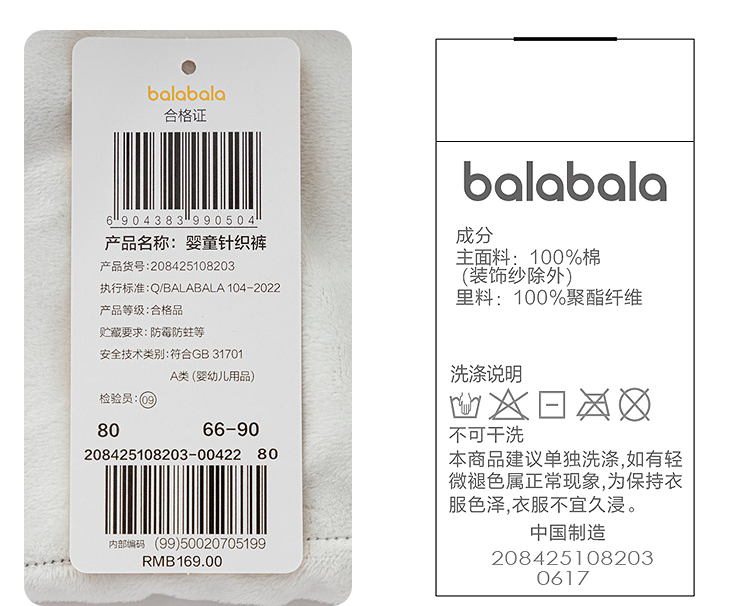 balabala
合格证
6 904383 990504
产品名称：婴童针织裤
产品货号:208425108203
执行标准:Q/BALABALA 104-2022
产品等级:合格品
贮藏要求:防霉防蛀等
安全技术类别:符合GB 31701
A类 (婴幼儿用品)
检验员:09
80 66-90
208425108203-00422 80
内部编码 (99)50020705199
RMB169.00
balabala
成分
主面料: 100%棉
(装饰纱除外)
里料: 100%聚酯纤维
洗涤说明
不可干洗
本商品建议单独洗涤,如有轻
微褪色属正常现象,为保持衣
服色泽,衣服不宜久浸。
中国制造
208425108203
0617